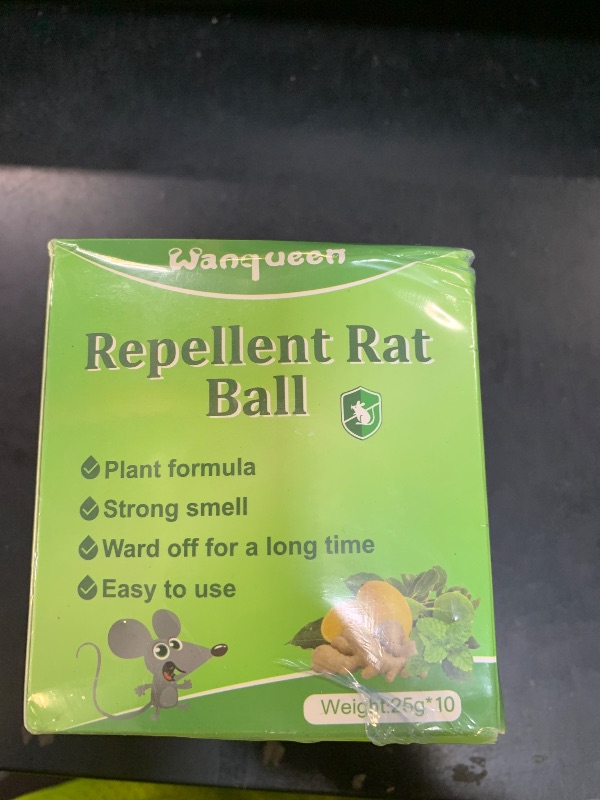 Wanqueen
Repellent Rat
Ball
Plant formula
Strong smell
Ward off for a long time
Easy to use
Weight:25g*10